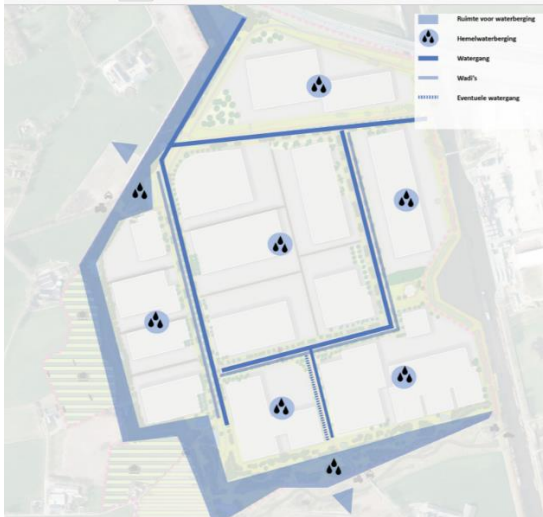 Ruimte voor waterberging
Hemelwaterberging
Watergang
Wadi's
Eventuele watergang